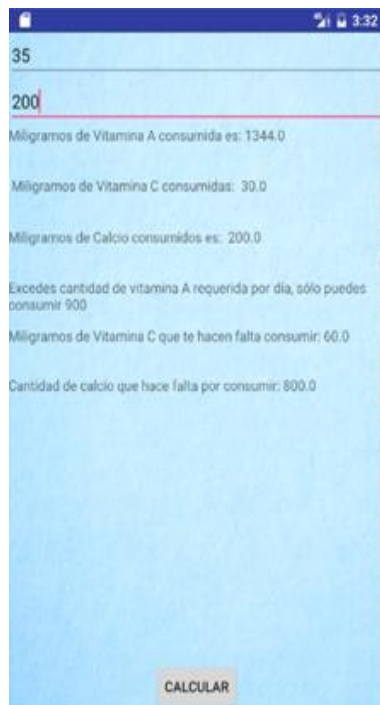 3:32
35
200
Miligramos de Vitamina A consumida es: 1344.0
Miligramos de Vitamina C consumidas: 30.0
Miligramos de Calcio consumidos es: 200.0
Excedes cantidad de vitamina A requerida por día, sólo puedes
consumir 900
Miligramos de Vitamina C que te hacen falta consumir: 60.0
Cantidad de calcio que hace falta por consumir: 800.0
CALCULAR